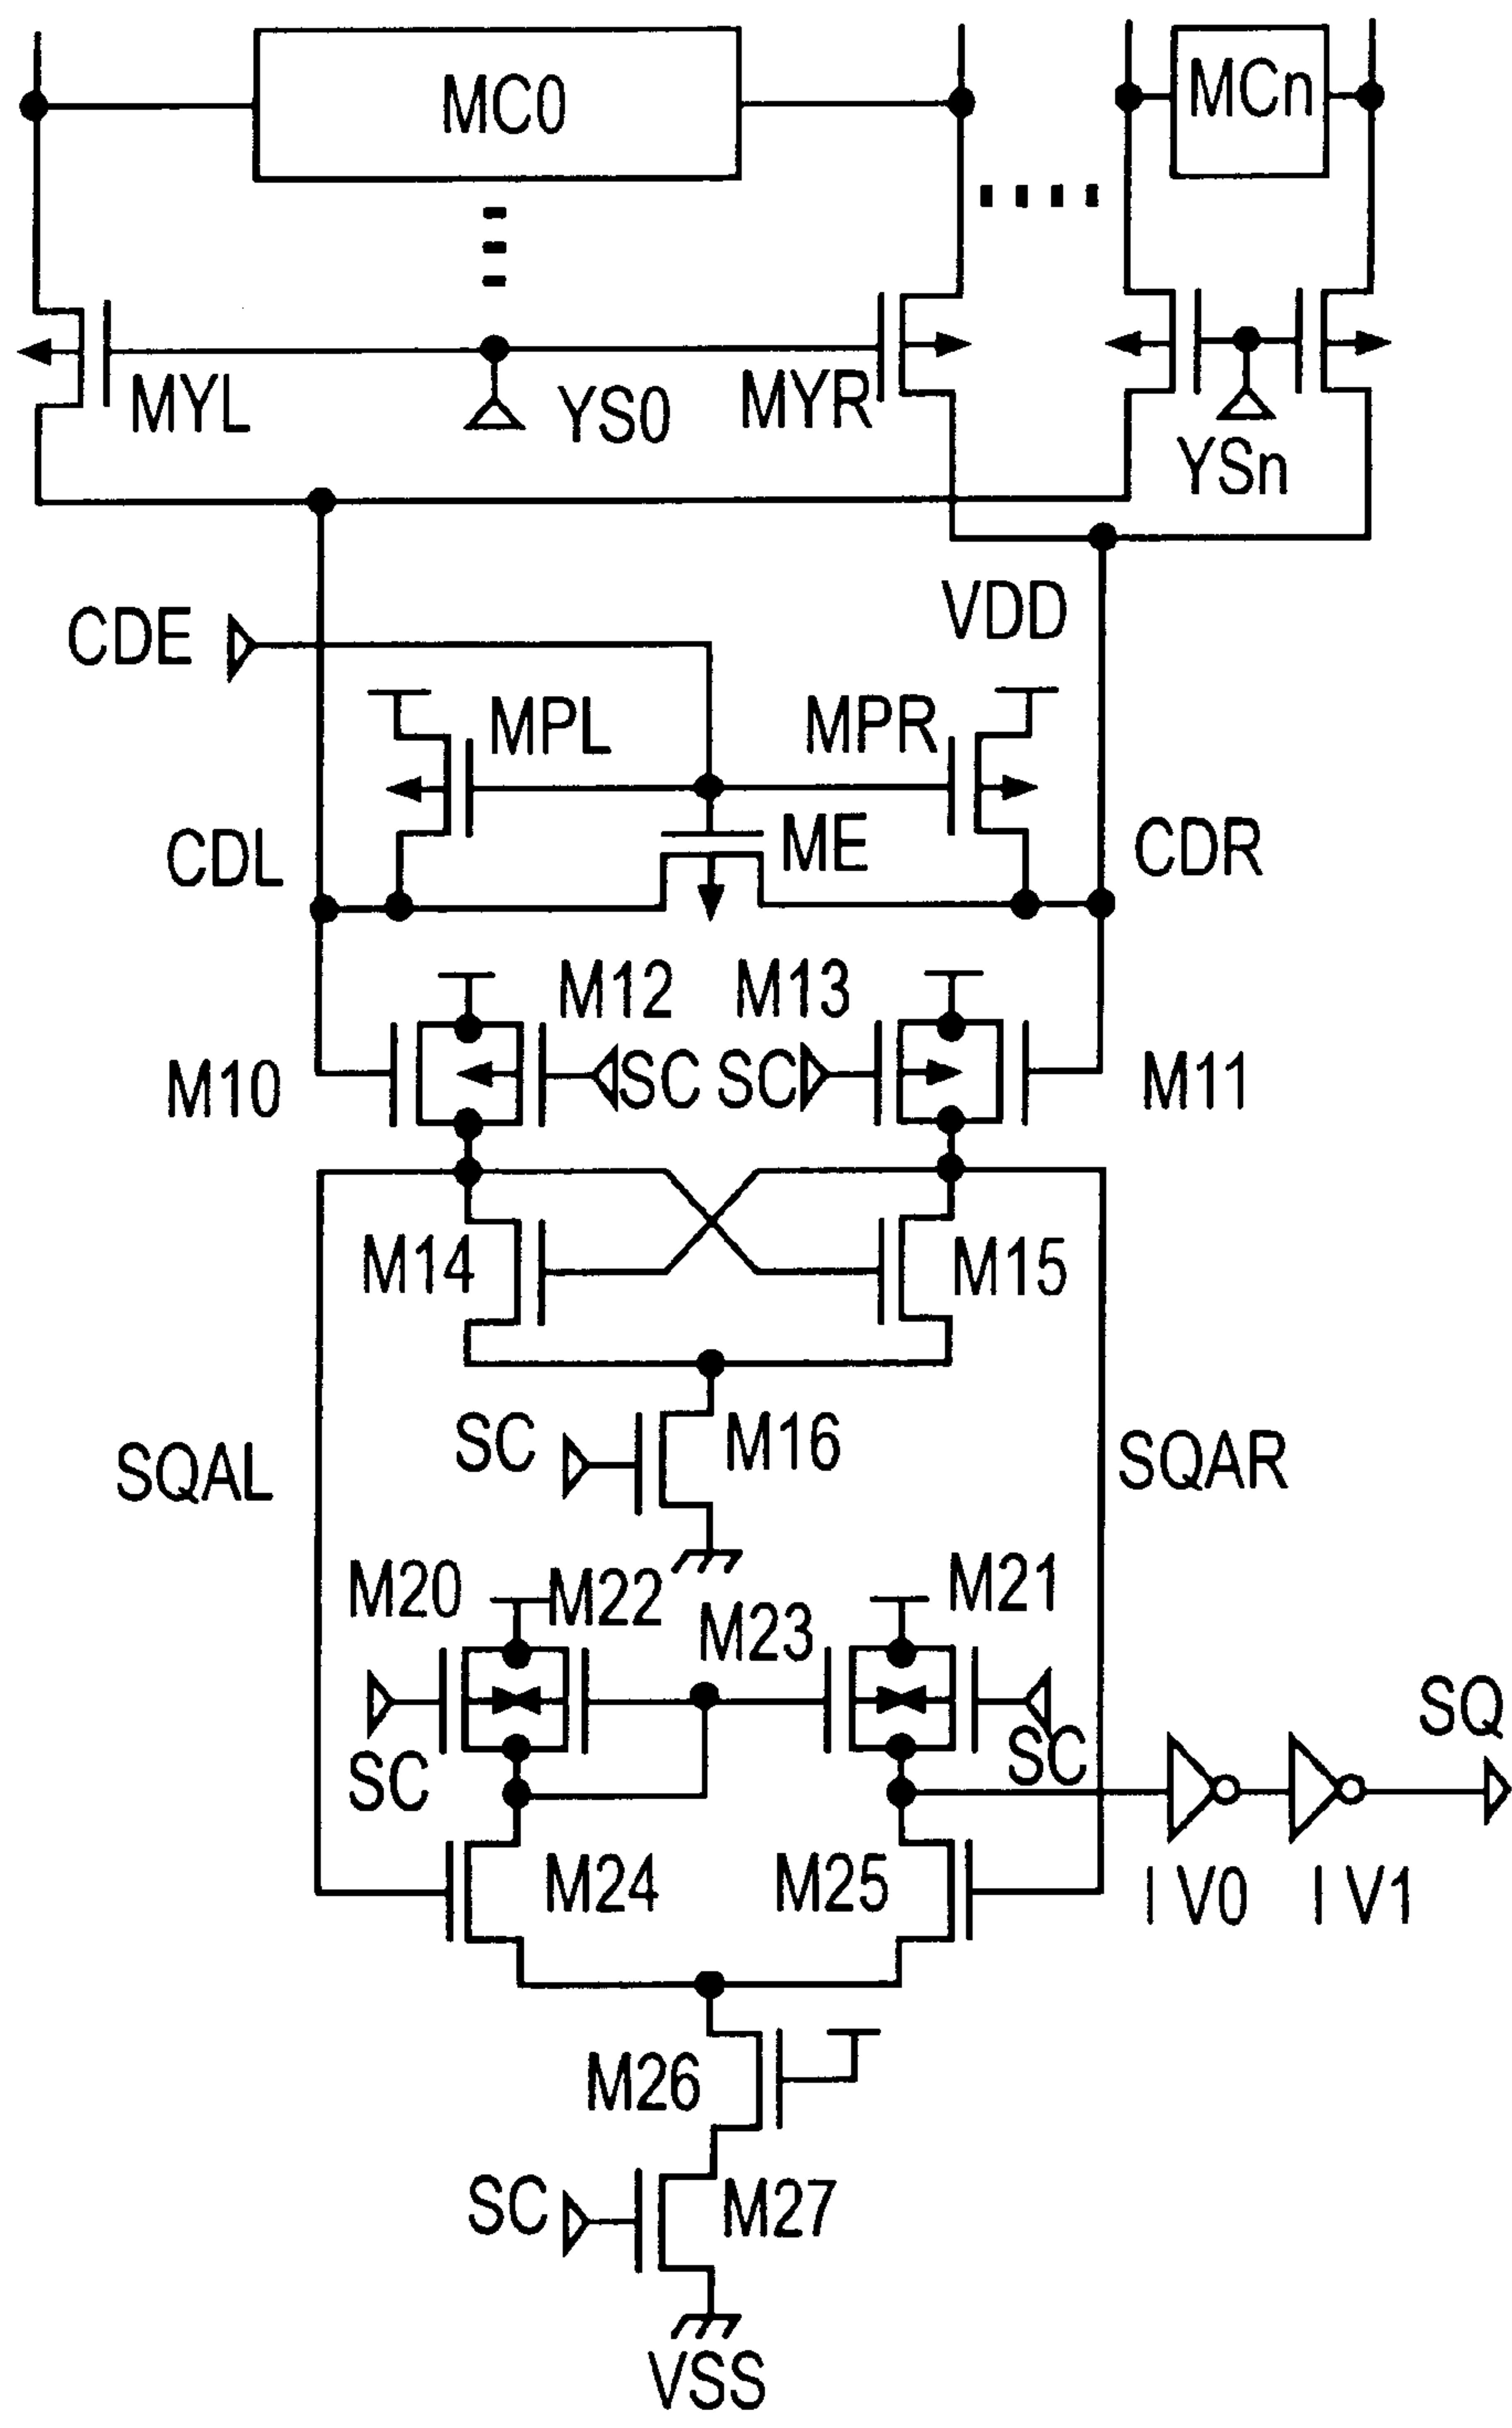 MC0
MCn
MYL
YS0
MYR
YSn
CDE
VDD
MPL
MPR
CDL
ME
CDR
M12
M13
M10
SC
SC
M11
M14
M15
SC
M16
SQAL
SQAR
M20
M22
M23
M21
SC
SC
SQ
M24
M25
IV0
IV1
M26
SC
M27
VSS